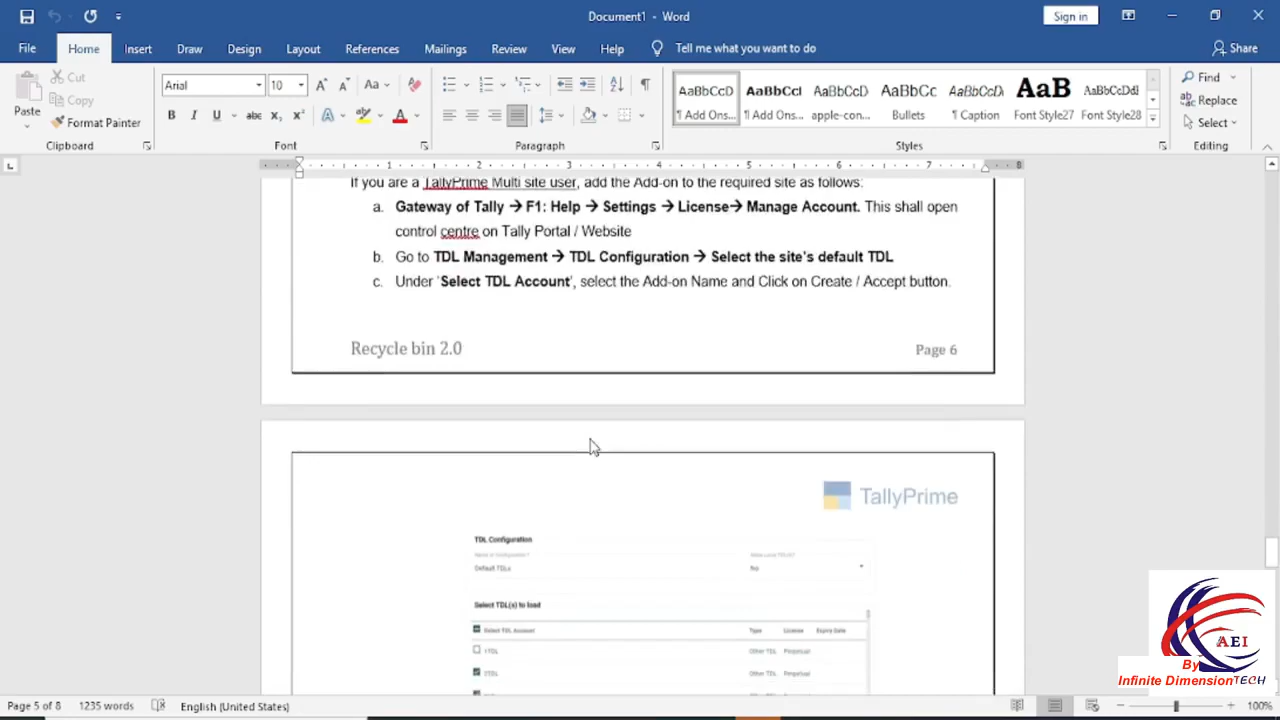 Document1 - Word
Sign in
File Home Insert Draw Design Layout References Mailings Review View Help Tell me what you want to do Share
Paste
Cut
Copy
Format Painter
Clipboard
Arial 10
Font
Paragraph
AaBbCcD AaBbCcI AaBbCcD AaBbCc AaBbCcD AaB AaBbCcDdI
¶ Add Ons... ¶ Add Ons... apple-con... Bullets ¶ Caption Font Style27 Font Style28
Styles
Find
Replace
Select
Editing
If you are a TallyPrime Multi site user, add the Add-on to the required site as follows:
a. Gateway of Tally → F1: Help → Settings → License→ Manage Account. This shall open
control centre on Tally Portal / Website
b. Go to TDL Management → TDL Configuration → Select the site's default TDL
c. Under 'Select TDL Account', select the Add-on Name and Click on Create / Accept button.
Recycle bin 2.0 Page 6
TallyPrime
TDL Configuration
Name of Configuration *
Default TDLs
No
Select TDL(s) to load
Select TDL Account Type License Expiry Date
1TDL Other TDL Perpetual
2TDL Other TDL Perpetual
AEI
By
Infinite DimensionTECH
Page 5 of 8 1235 words English (United States) 100%